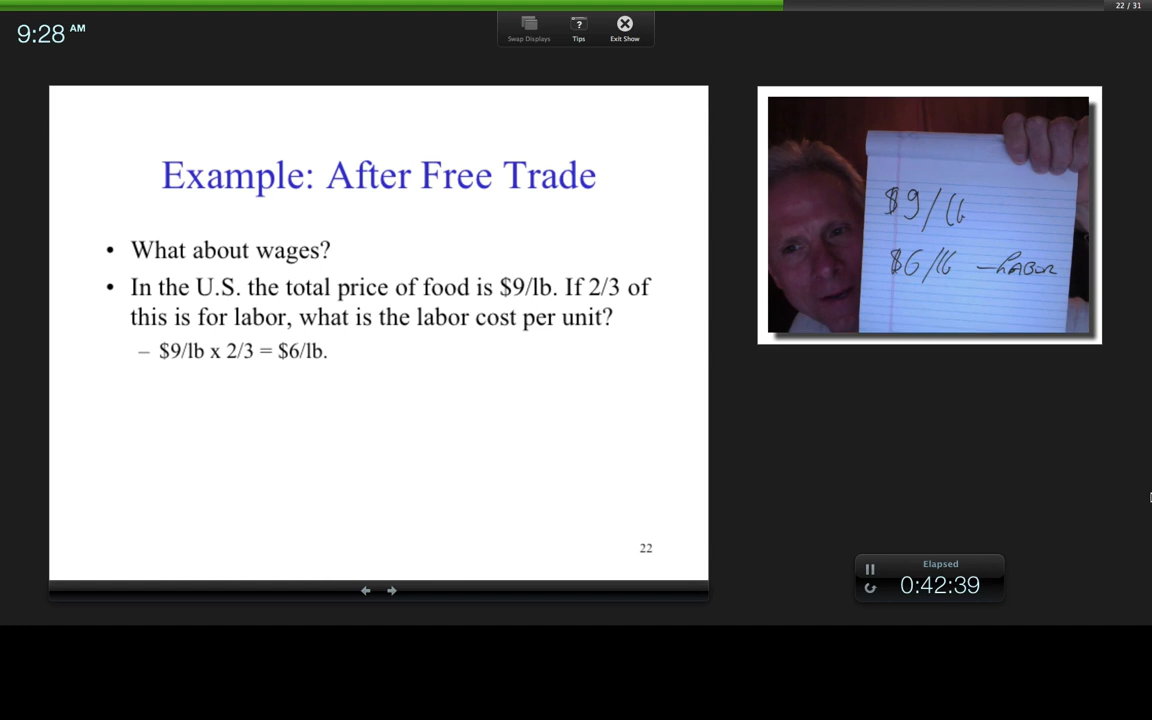 22 / 31
9:28 AM
Swap Displays
Tips
Exit Show
Example: After Free Trade
• What about wages?
• In the U.S. the total price of food is $9/lb. If 2/3 of
this is for labor, what is the labor cost per unit?
– $9/lb x 2/3 = $6/lb.
22
$9/lb
$6/lb - LABOR
Elapsed
0:42:39